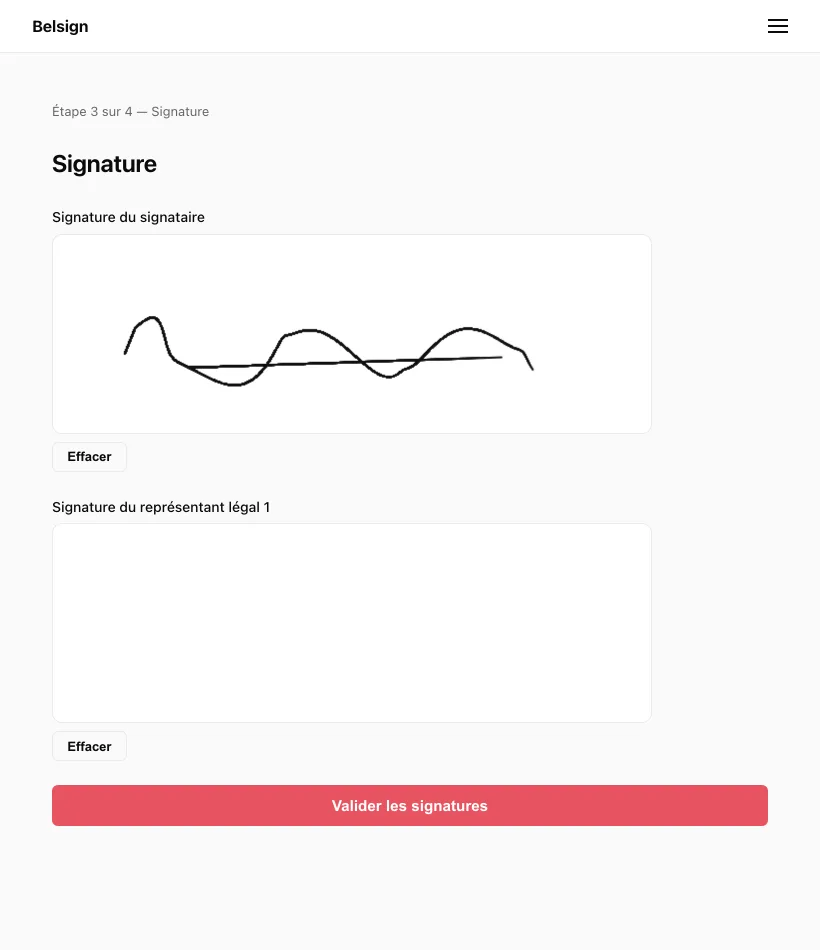 Belsign
Étape 3 sur 4 — Signature
Signature
Signature du signataire
Effacer
Signature du représentant légal 1
Effacer
Valider les signatures